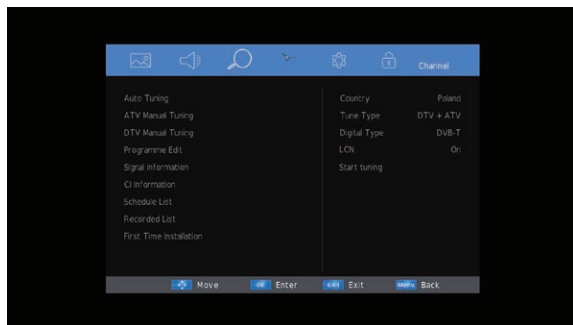 Channel
Auto Tuning
ATV Manual Tuning
DTV Manual Tuning
Programme Edit
Signal Information
CI Information
Schedule List
Recorded List
First Time Installation
Country Poland
Tune Type DTV + ATV
Digital Type DVB-T
LCN On
Start tuning
Move OK Enter Exit Exit Menu Back